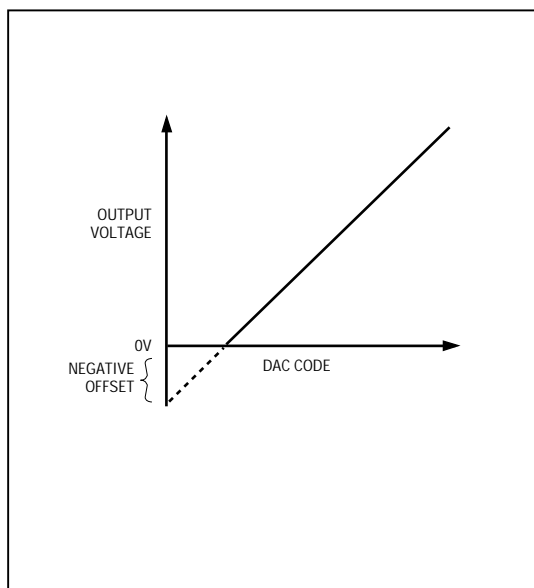 OUTPUT
VOLTAGE
0V
NEGATIVE
OFFSET
DAC CODE